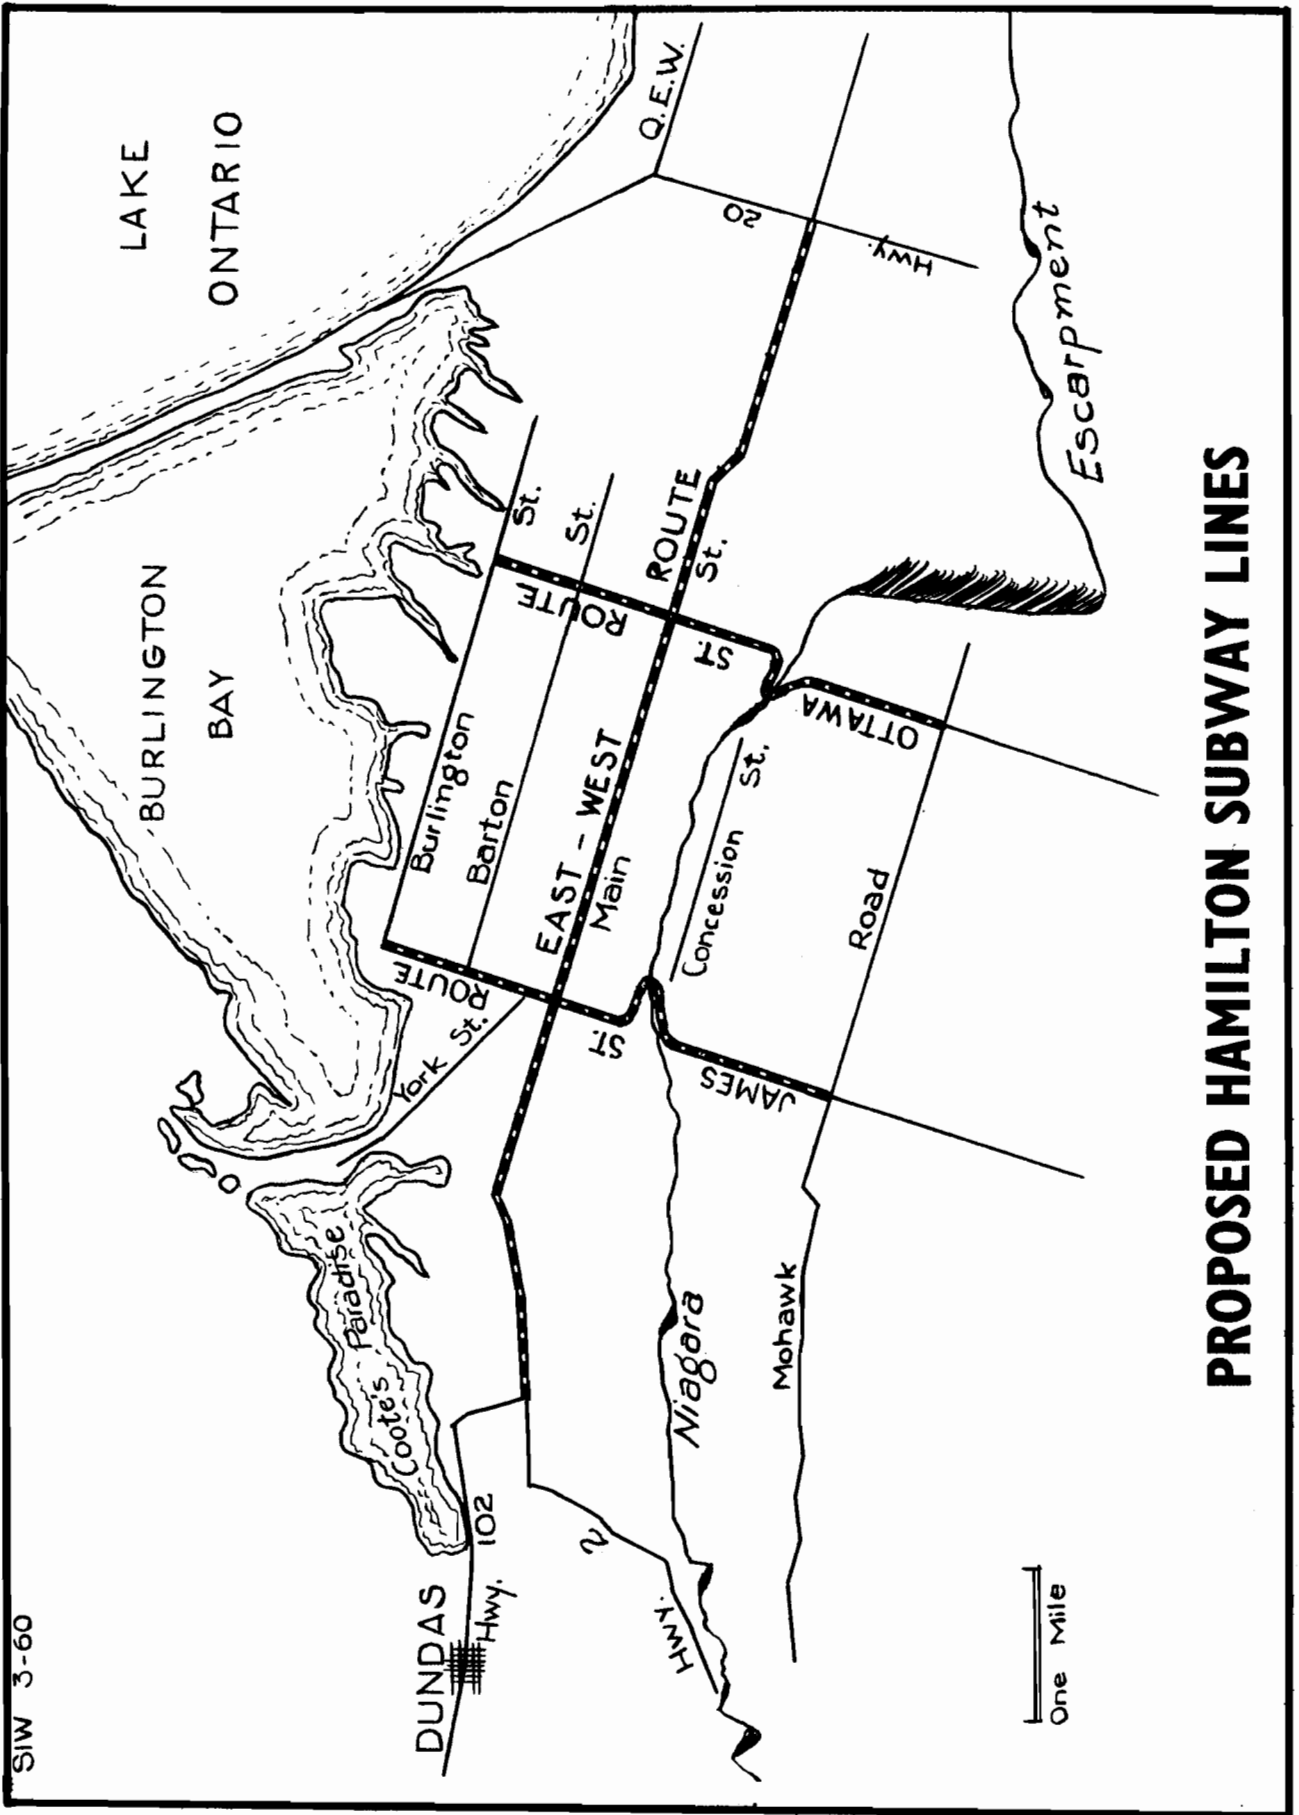 SIW 3-60
LAKE
ONTARIO
BURLINGTON
BAY
Coote's Paradise
DUNDAS
Hwy. 102
York St.
Q.E.W.
Hwy. 20
Burlington St.
Barton St.
EAST - WEST ROUTE
Main St.
JAMES ST. ROUTE
OTTAWA ST. ROUTE
Concession St.
Mohawk Road
Hwy. 2
Niagara Escarpment
One Mile
PROPOSED HAMILTON SUBWAY LINES